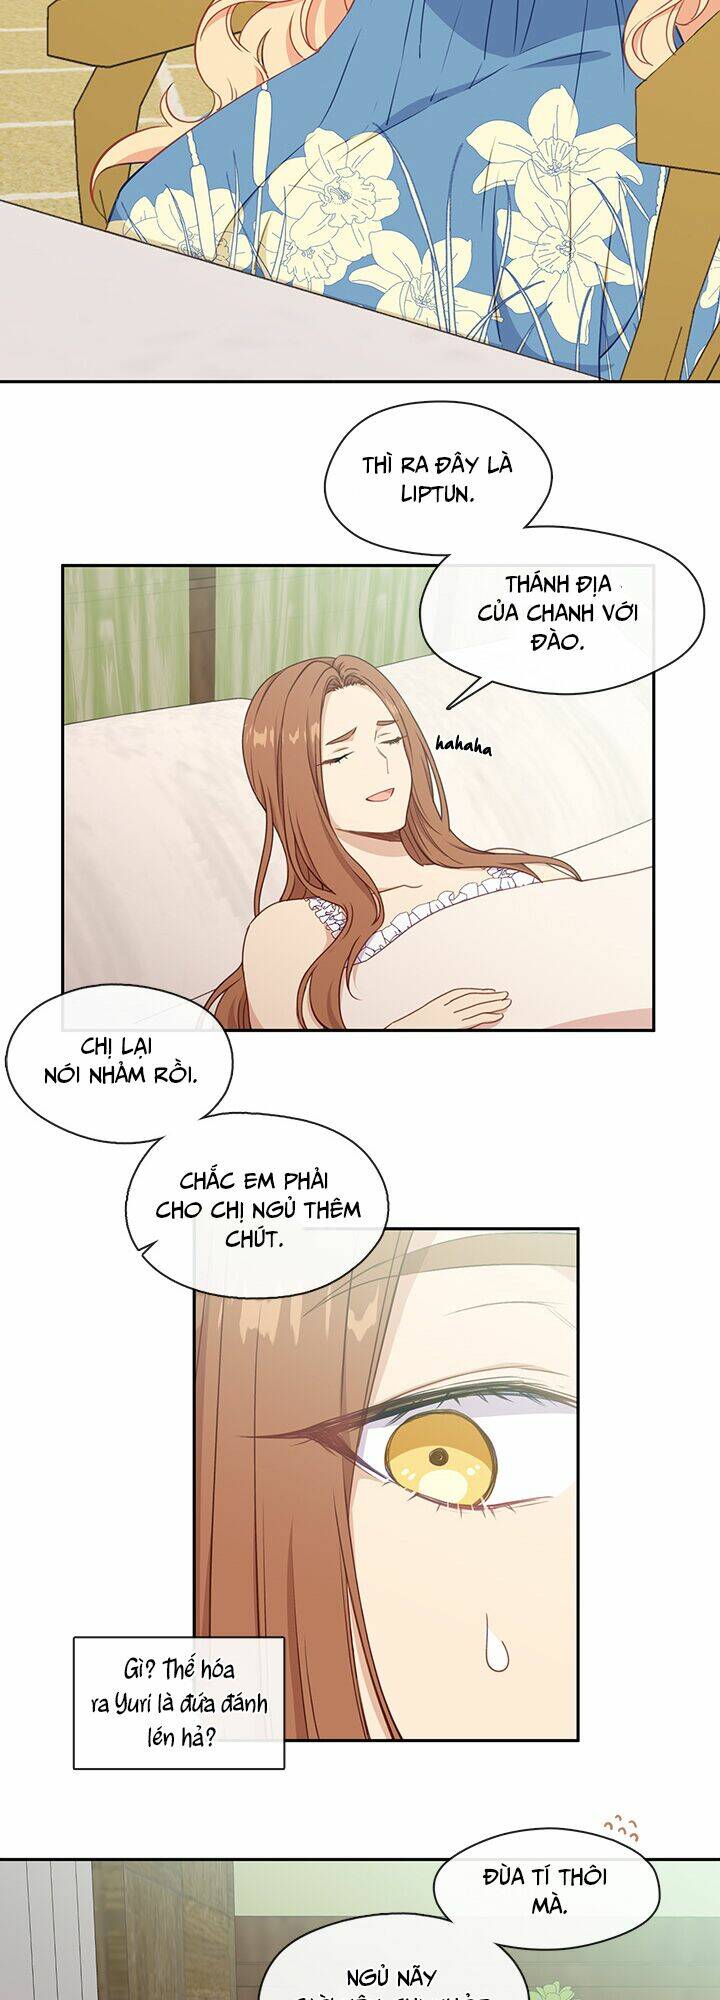 THÌ RA ĐÂY LÀ
LIPTUN.
THÁNH ĐỊA
CỦA CHANH VỚI
ĐÀO.
hahaha
CHỊ LẠI
NÓI NHẢM RỒI.
CHẮC EM PHẢI
CHO CHỊ NGỦ THÊM
CHÚT.
Gì? Thế hóa
ra Yuri là đứa đánh
lén hả?
ĐÙA TÍ THÔI
MÀ.
NGỦ NÃY